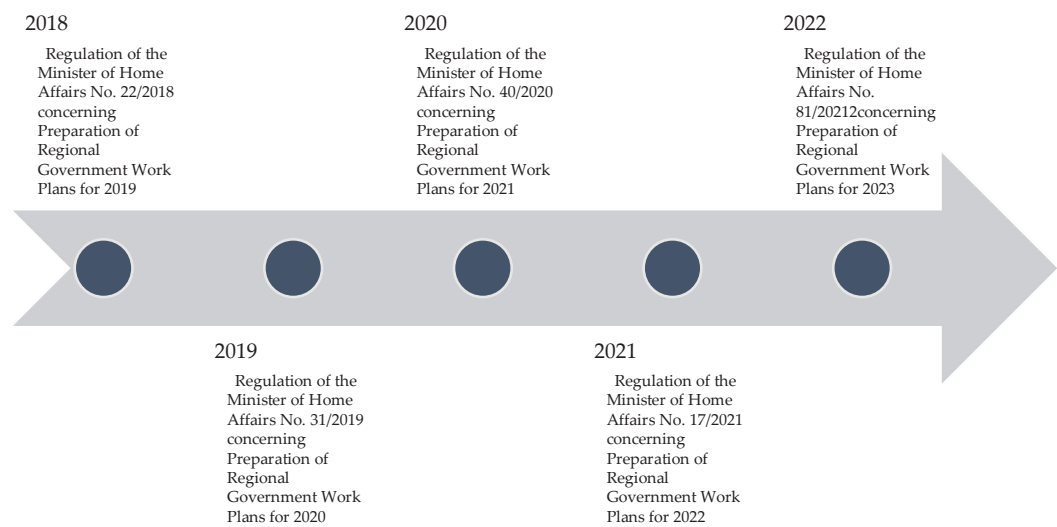 2018
Regulation of the
Minister of Home
Affairs No. 22/2018
concerning
Preparation of
Regional
Government Work
Plans for 2019
2020
Regulation of the
Minister of Home
Affairs No. 40/2020
concerning
Preparation of
Regional
Government Work
Plans for 2021
2022
Regulation of the
Minister of Home
Affairs No.
81/20212concerning
Preparation of
Regional
Government Work
Plans for 2023
2019
Regulation of the
Minister of Home
Affairs No. 31/2019
concerning
Preparation of
Regional
Government Work
Plans for 2020
2021
Regulation of the
Minister of Home
Affairs No. 17/2021
concerning
Preparation of
Regional
Government Work
Plans for 2022